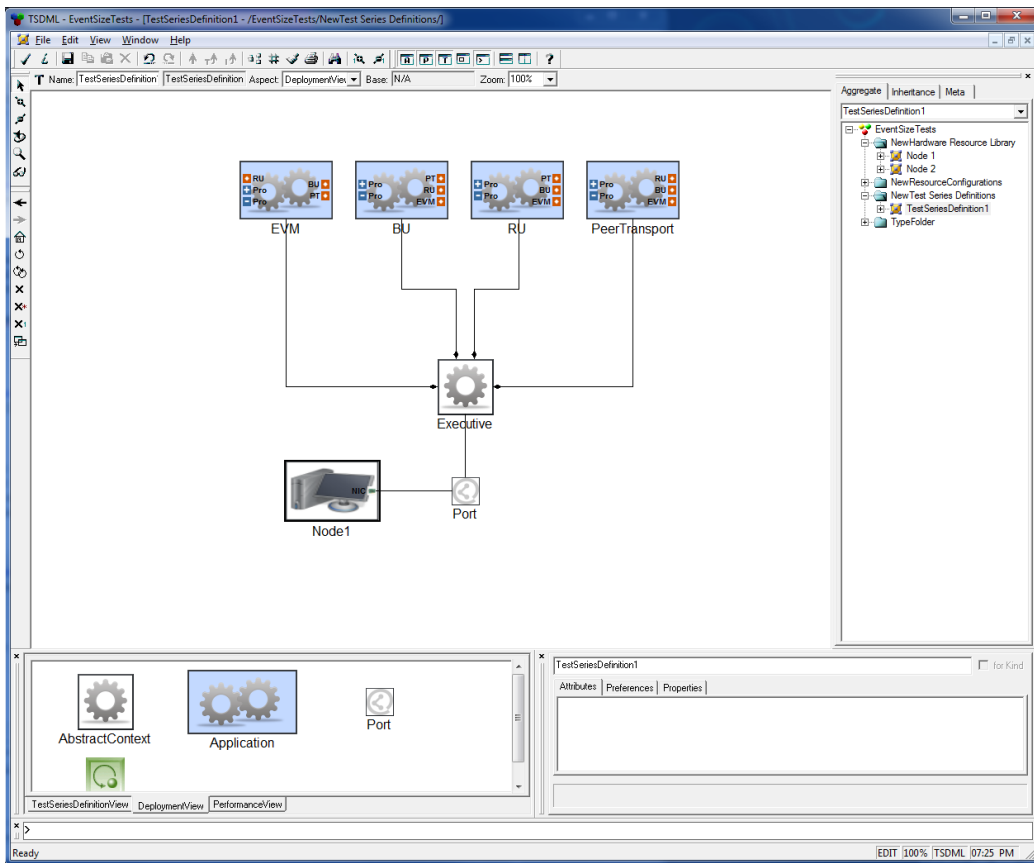 TSDML - EventSizeTests - [TestSeriesDefinition1 - /EventSizeTests/NewTest Series Definitions/]
File Edit View Window Help
Name: TestSeriesDefinition TestSeriesDefinition Aspect: DeploymentView Base: N/A Zoom: 100%
Aggregate Inheritance Meta
TestSeriesDefinition1
EventSizeTests
NewHardware Resource Library
Node 1
Node 2
NewResourceConfigurations
NewTest Series Definitions
TestSeriesDefinition1
TypeFolder
RU Pro Pro BU PT
Pro Pro PT RU EVM
Pro Pro PT BU EVM
Pro Pro RU BU EVM
EVM BU RU PeerTransport
Executive
NIC
Port
Node1
AbstractContext
Application
Port
TestSeriesDefinitionView DeploymentView PerformanceView
TestSeriesDefinition1 for Kind
Attributes Preferences Properties
>
Ready EDIT 100% TSDML 07:25 PM